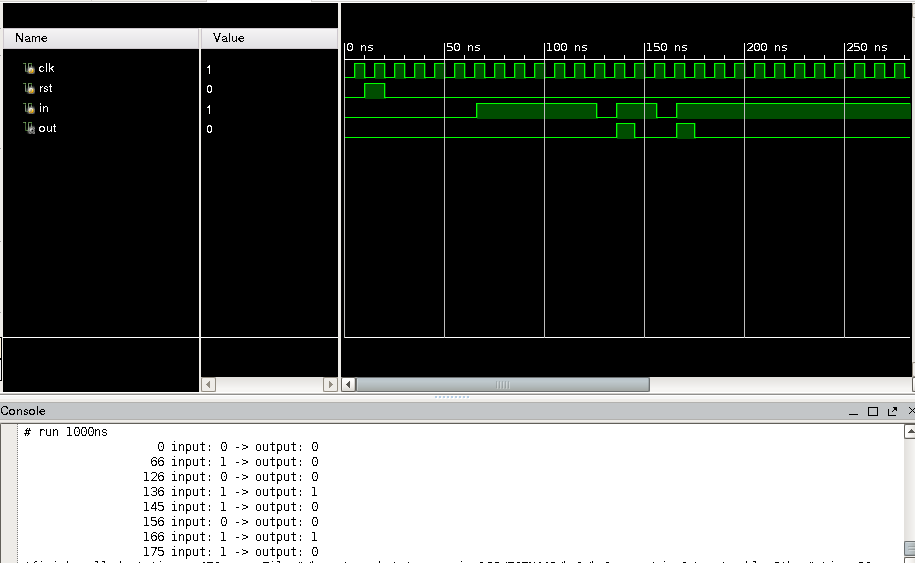 Name Value
0 ns 50 ns 100 ns 150 ns 200 ns 250 ns
clk 1
rst 0
in 1
out 0
Console
# run 1000ns
0 input: 0 -> output: 0
66 input: 1 -> output: 0
126 input: 0 -> output: 0
136 input: 1 -> output: 1
145 input: 1 -> output: 0
156 input: 0 -> output: 0
166 input: 1 -> output: 1
175 input: 1 -> output: 0